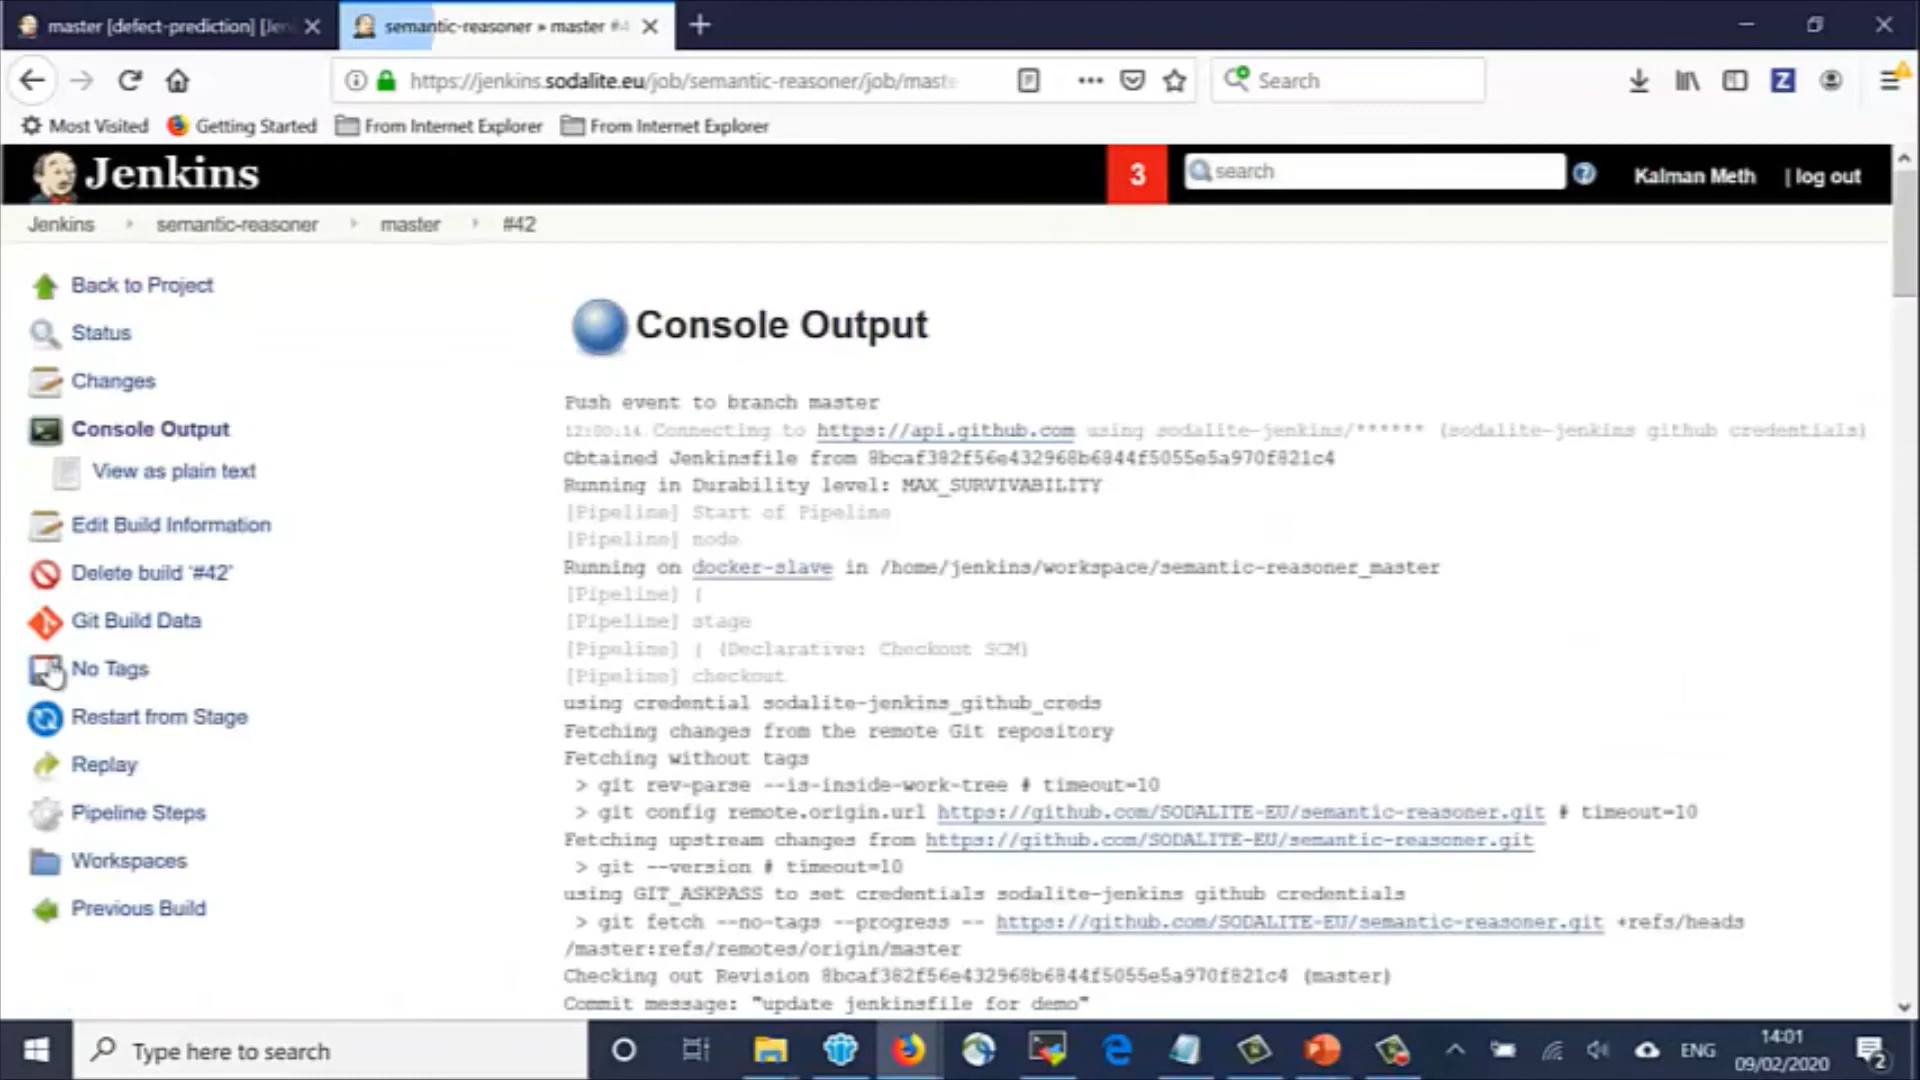 master [defect-prediction] [Jen
semantic-reasoner » master #4
https://jenkins.sodalite.eu/job/semantic-reasoner/job/maste
Search
Most Visited
Getting Started
From Internet Explorer
From Internet Explorer
Jenkins
3
search
Kalman Meth
| log out
Jenkins
semantic-reasoner
master
#42
Back to Project
Status
Changes
Console Output
View as plain text
Edit Build Information
Delete build '#42'
Git Build Data
No Tags
Restart from Stage
Replay
Pipeline Steps
Workspaces
Previous Build
Console Output
Push event to branch master
12:00:14 Connecting to https://api.github.com using sodalite-jenkins/****** (sodalite-jenkins github credentials)
Obtained Jenkinsfile from 8bcaf382f56e432968b6844f5055e5a970f821c4
Running in Durability level: MAX_SURVIVABILITY
[Pipeline] Start of Pipeline
[Pipeline] node
Running on docker-slave in /home/jenkins/workspace/semantic-reasoner_master
[Pipeline] {
[Pipeline] stage
[Pipeline] { (Declarative: Checkout SCM)
[Pipeline] checkout
using credential sodalite-jenkins_github_creds
Fetching changes from the remote Git repository
Fetching without tags
> git rev-parse --is-inside-work-tree # timeout=10
> git config remote.origin.url https://github.com/SODALITE-EU/semantic-reasoner.git # timeout=10
Fetching upstream changes from https://github.com/SODALITE-EU/semantic-reasoner.git
> git --version # timeout=10
using GIT_ASKPASS to set credentials sodalite-jenkins github credentials
> git fetch --no-tags --progress -- https://github.com/SODALITE-EU/semantic-reasoner.git +refs/heads
/master:refs/remotes/origin/master
Checking out Revision 8bcaf382f56e432968b6844f5055e5a970f821c4 (master)
Commit message: "update jenkinsfile for demo"
Type here to search
ENG
14:01
09/02/2020
2